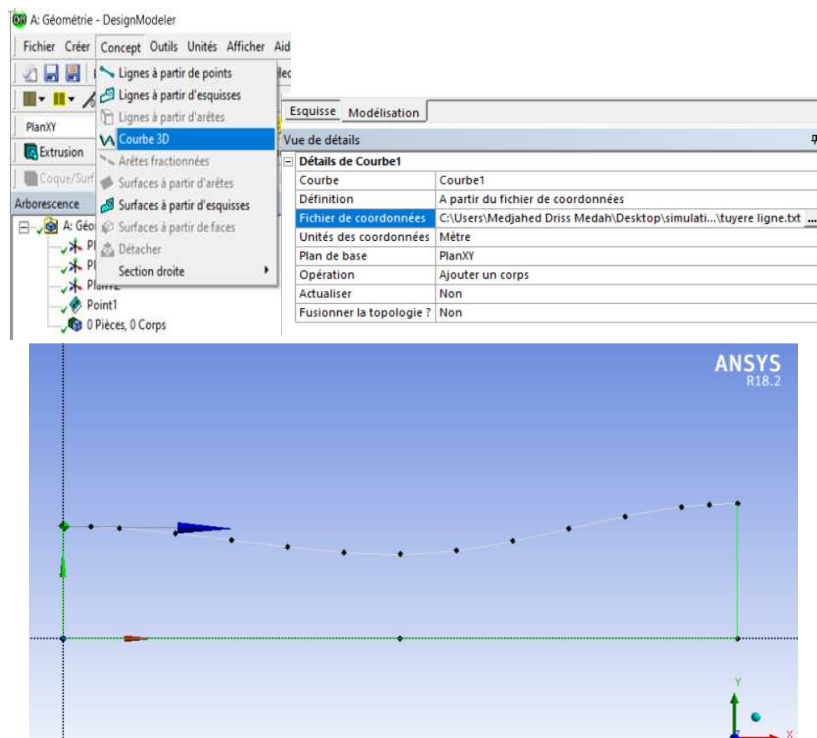 A: Géométrie - DesignModeler
Fichier Créer Concept Outils Unités Afficher Aid
Lignes à partir de points
Lignes à partir d'esquisses
Lignes à partir d'arêtes
PlanXY
Courbe 3D
Extrusion
Arêtes fractionnées
Coque/Surf
Surfaces à partir d'arêtes
Arborescence
Surfaces à partir d'esquisses
A: Géo
Surfaces à partir de faces
Détacher
Section droite
Point1
0 Pièces, 0 Corps
Esquisse Modélisation
Vue de détails
Détails de Courbe1
Courbe Courbe1
Définition A partir du fichier de coordonnées
Fichier de coordonnées C:\Users\Medjahed Driss Medah\Desktop\simulati...\tuyere ligne.txt ...
Unités des coordonnées Mètre
Plan de base PlanXY
Opération Ajouter un corps
Actualiser Non
Fusionner la topologie ? Non
ANSYS
R18.2
Y
X